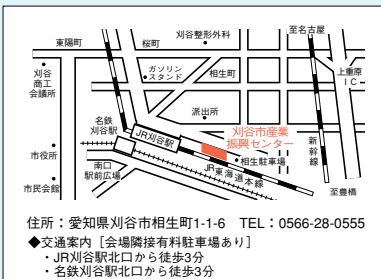 東陽町
桜町
刈谷整形外科
至名古屋
刈谷
商工
会議所
ガソリン
スタンド
相生町
上重原
IC
派出所
名鉄
刈谷駅
JR刈谷駅
刈谷市産業
振興センター
相生駐車場
新幹線
市役所
南口
駅前広場
JR東海道本線
市民会館
至豊橋
住所：愛知県刈谷市相生町1-1-6 TEL：0566-28-0555
◆交通案内［会場隣接有料駐車場あり］
・JR刈谷駅北口から徒歩3分
・名鉄刈谷駅北口から徒歩3分